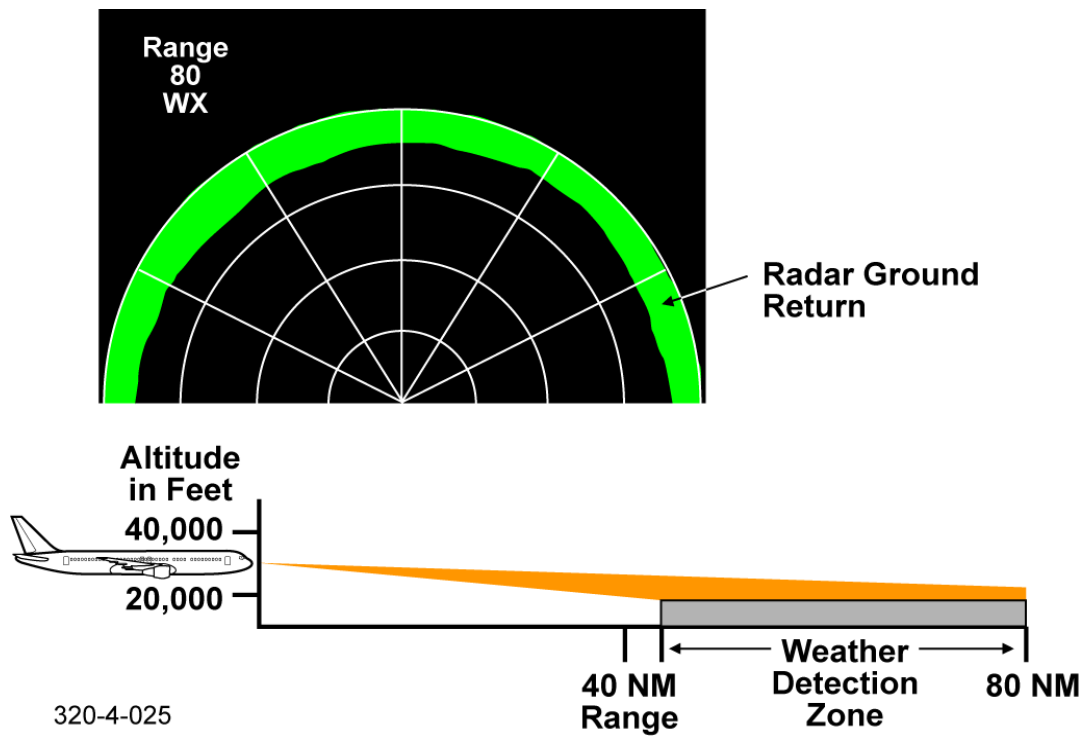 Range
80
WX
Radar Ground
Return
Altitude
in Feet
40,000
20,000
40 NM
Range
Weather
Detection
Zone
80 NM
320-4-025